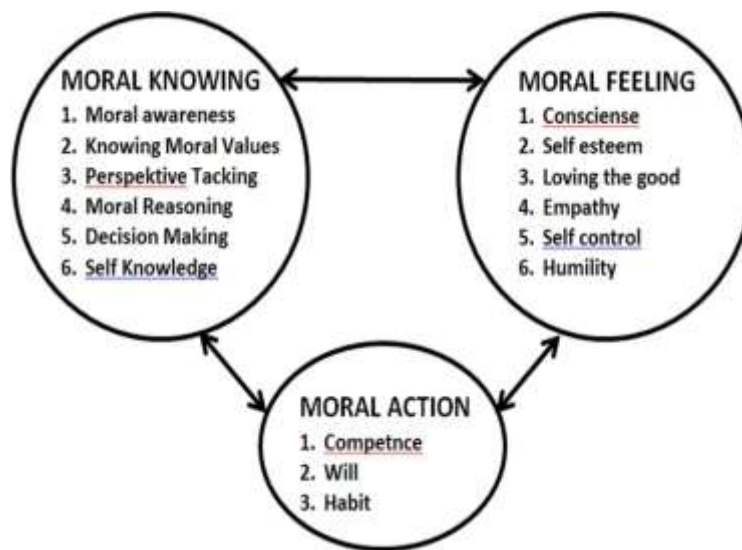 MORAL KNOWING
1. Moral awareness
2. Knowing Moral Values
3. Perspektive Tacking
4. Moral Reasoning
5. Decision Making
6. Self Knowledge
MORAL FEELING
1. Consciense
2. Self esteem
3. Loving the good
4. Empathy
5. Self control
6. Humility
MORAL ACTION
1. Competnce
2. Will
3. Habit